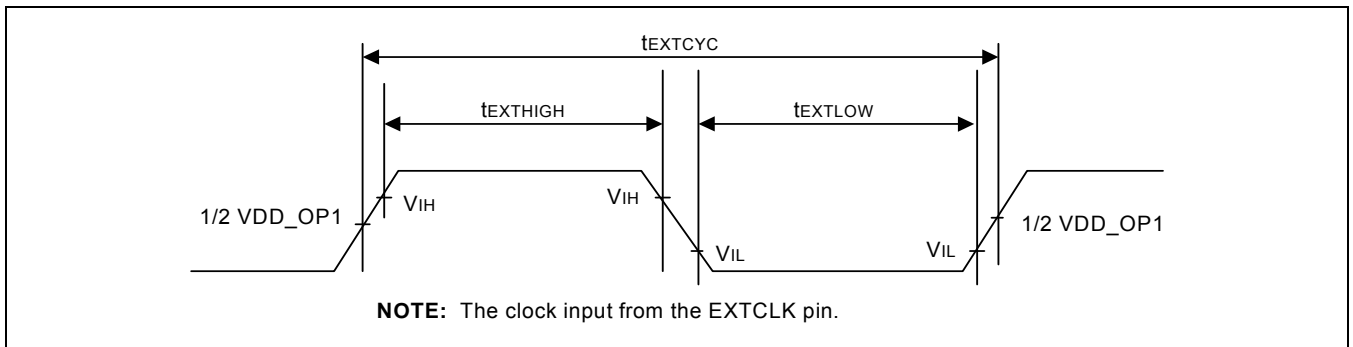 tEXTCYC
tEXTHIGH
tEXTLOW
VIH
VIH
1/2 VDD_OP1
1/2 VDD_OP1
VIL
VIL
NOTE: The clock input from the EXTCLK pin.